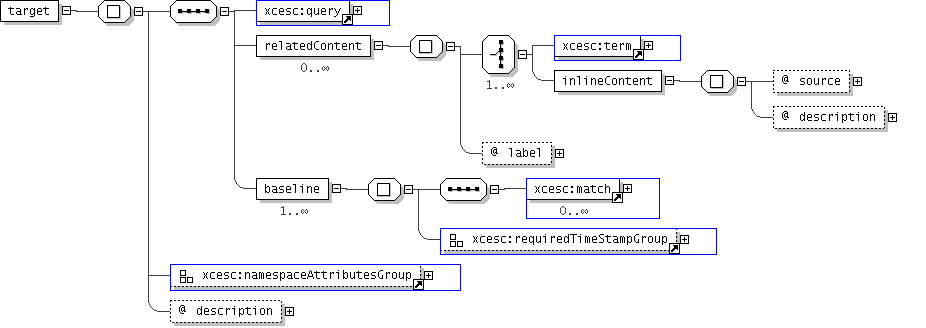 target
xcesc:query
relatedContent
0..∞
xcesc:term
1..∞
inlineContent
@ source
@ description
@ label
baseline
1..∞
xcesc:match
0..∞
xcesc:requiredTimeStampGroup
xcesc:namespaceAttributesGroup
@ description